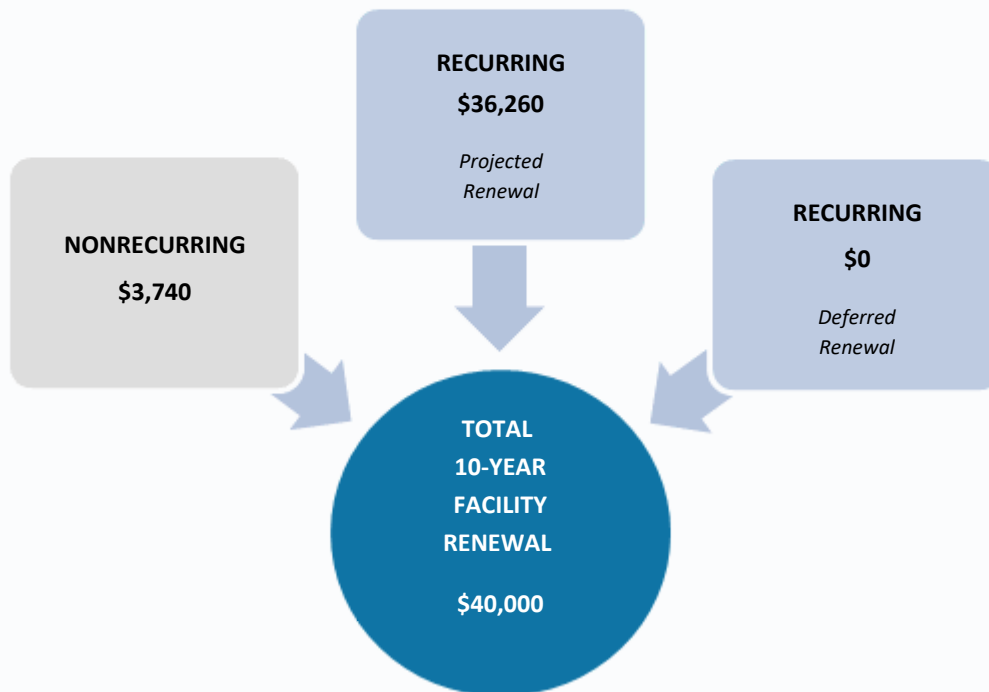 NONRECURRING
$3,740
RECURRING
$36,260
Projected
Renewal
RECURRING
$0
Deferred
Renewal
TOTAL
10-YEAR
FACILITY
RENEWAL
$40,000